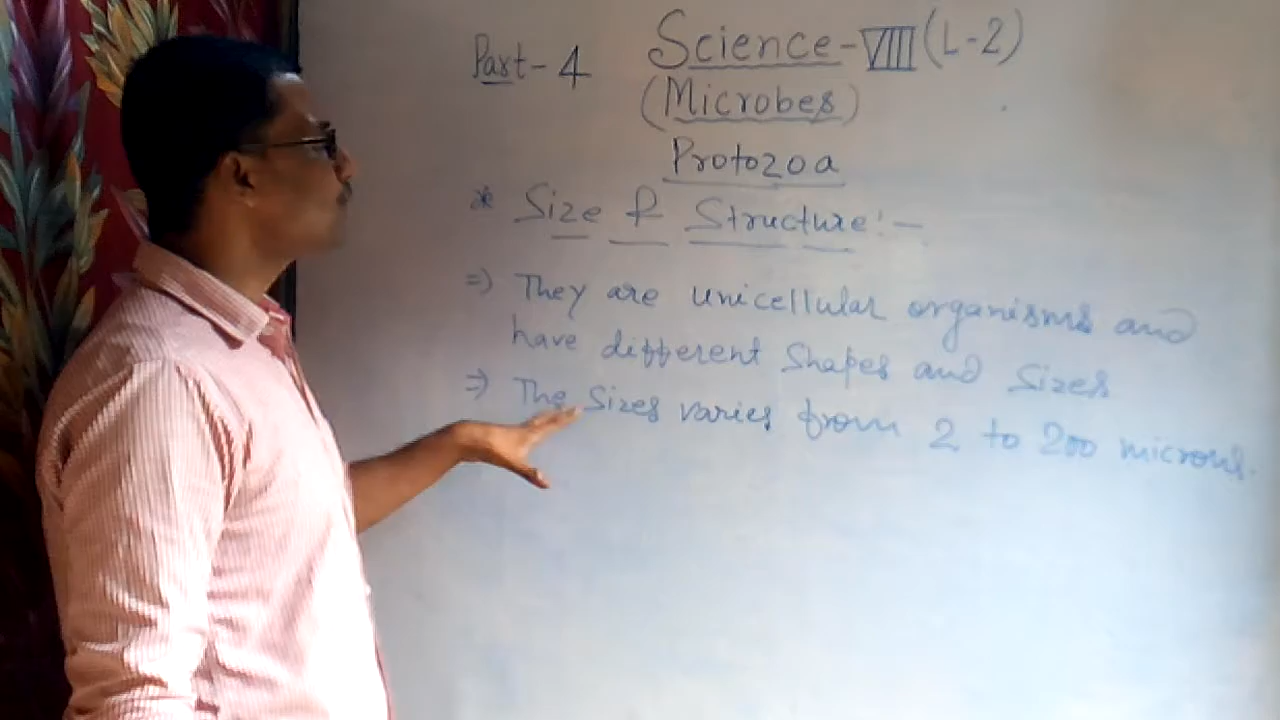 Part-4 Science-VIII (L-2)
(Microbes)
Protozoa
* Size & Structure:-
⇒ They are unicellular organisms and
have different Shapes and Sizes
⇒ The Sizes varies from 2 to 200 microns.